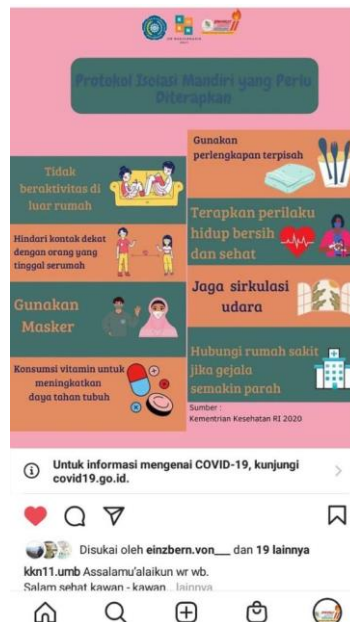 Protokol Isolasi Mandiri yang Perlu
Diterapkan
Tidak
beraktivitas di
luar rumah
Hindari kontak dekat
dengan orang yang
tinggal serumah
Gunakan
Masker
Konsumsi vitamin untuk
meningkatkan
daya tahan tubuh
Gunakan
perlengkapan terpisah
Terapkan perilaku
hidup bersih
dan sehat
Jaga sirkulasi
udara
Hubungi rumah sakit
jika gejala
semakin parah
Sumber :
Kementrian Kesehatan RI 2020
Untuk informasi mengenai COVID-19, kunjungi
covid19.go.id.
Disukai oleh einzbern.von___ dan 19 lainnya
kkn11.umb Assalamu'alaikun wr wb.
Salam sehat kawan - kawan... lainnya